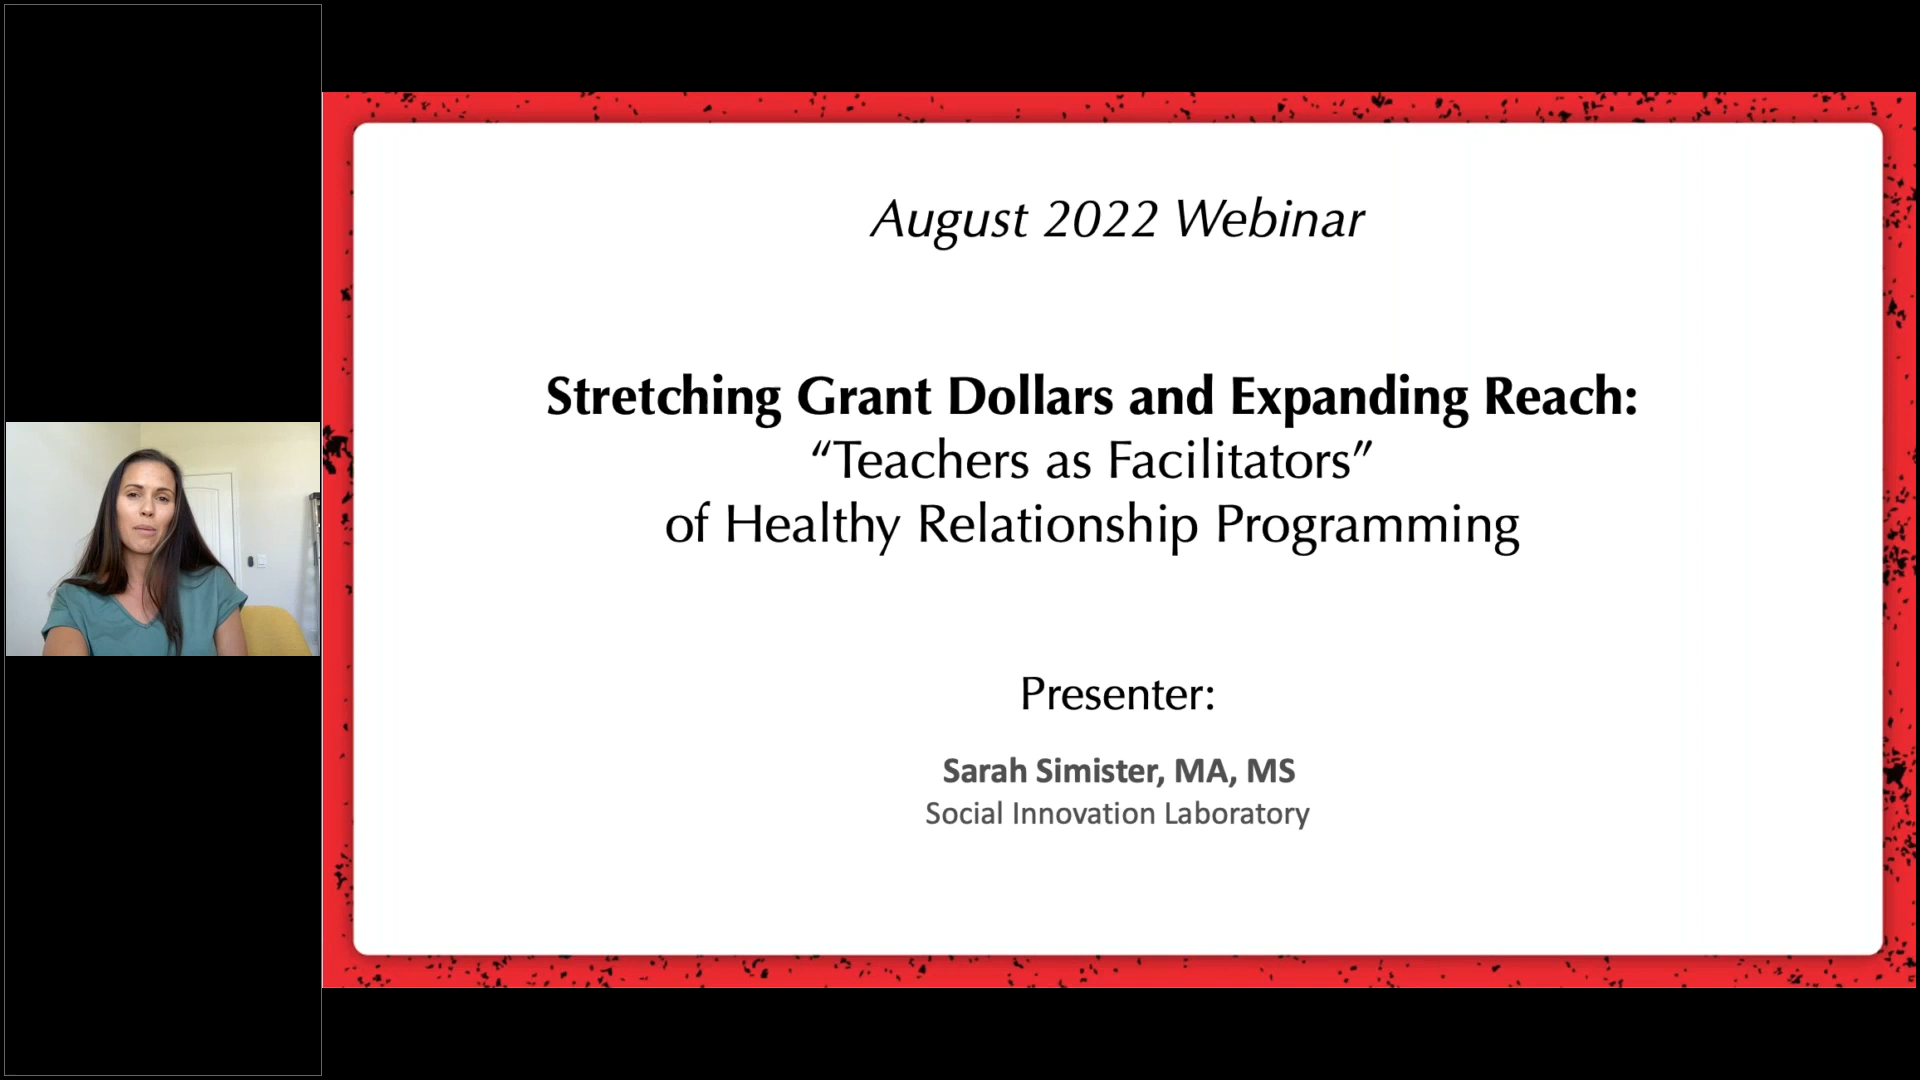 August 2022 Webinar
Stretching Grant Dollars and Expanding Reach:
“Teachers as Facilitators”
of Healthy Relationship Programming
Presenter:
Sarah Simister, MA, MS
Social Innovation Laboratory